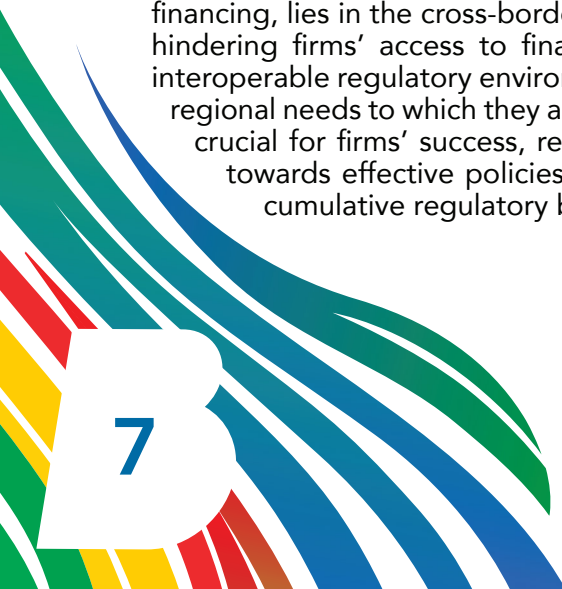 financing, lies in the cross-borde
hindering firms’ access to fina
interoperable regulatory environ
regional needs to which they a
crucial for firms’ success, re
towards effective policies
cumulative regulatory b
B
7